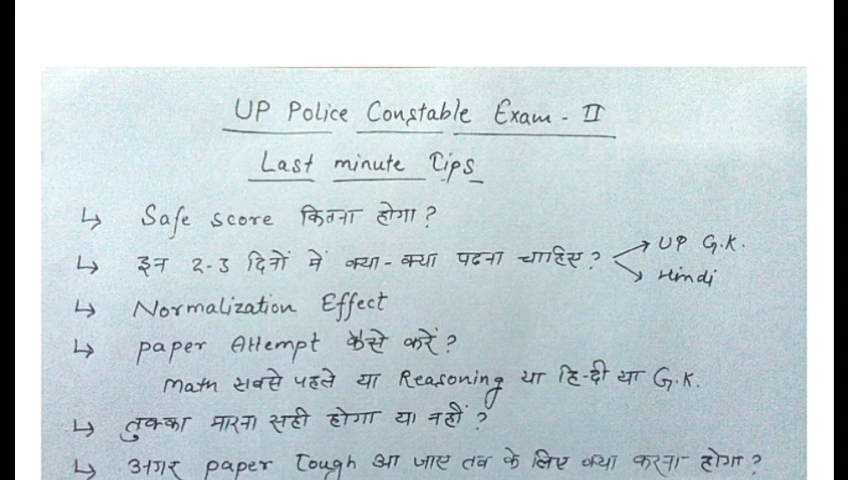 UP Police Constable Exam - II
Last minute Tips
↳ Safe score कितना होगा ?
↳ इन 2-3 दिनों में क्या - क्या पढना चाहिए ? → UP G.K.
→ Hindi
↳ Normalization Effect
↳ paper Attempt कैसे करें ?
Math सबसे पहले या Reasoning या हिन्दी या G.K.
↳ तुक्का मारना सही होगा या नहीं ?
↳ अगर paper Tough आ जाए तब के लिए क्या करना होगा ?